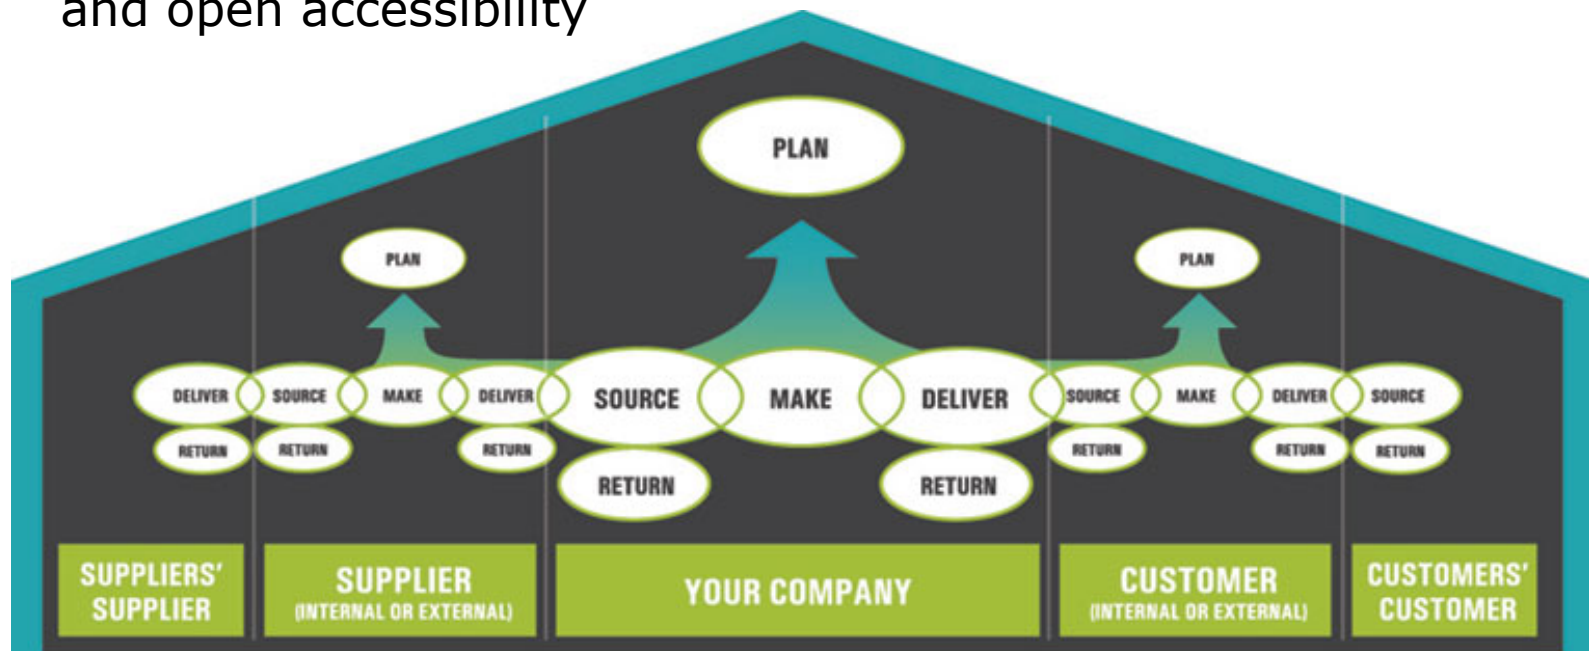 and open accessibility
PLAN
PLAN
PLAN
DELIVER
SOURCE
MAKE
DELIVER
SOURCE
MAKE
DELIVER
SOURCE
MAKE
DELIVER
SOURCE
RETURN
RETURN
RETURN
RETURN
RETURN
RETURN
RETURN
RETURN
SUPPLIERS'
SUPPLIER
SUPPLIER
(INTERNAL OR EXTERNAL)
YOUR COMPANY
CUSTOMER
(INTERNAL OR EXTERNAL)
CUSTOMERS'
CUSTOMER